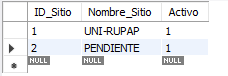 ID_Sitio Nombre_Sitio Activo
1 UNI-RUPAP 1
2 PENDIENTE 1
NULL NULL NULL